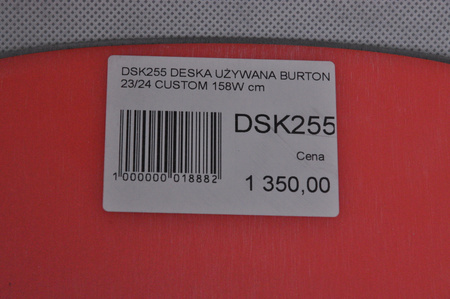 DSK255 DESKA UŻYWANA BURTON
23/24 CUSTOM 158W cm
DSK255
Cena
1 000000 018882
1 350,00